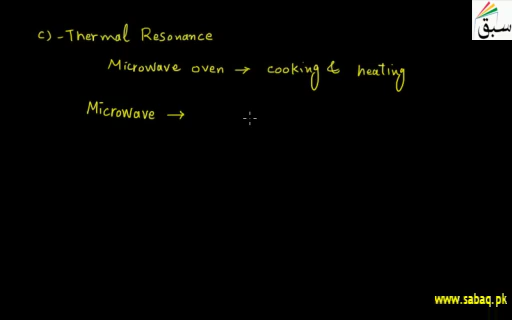 سبق
c) - Thermal Resonance
Microwave oven → cooking & heating
Microwave →
www.sabaq.pk